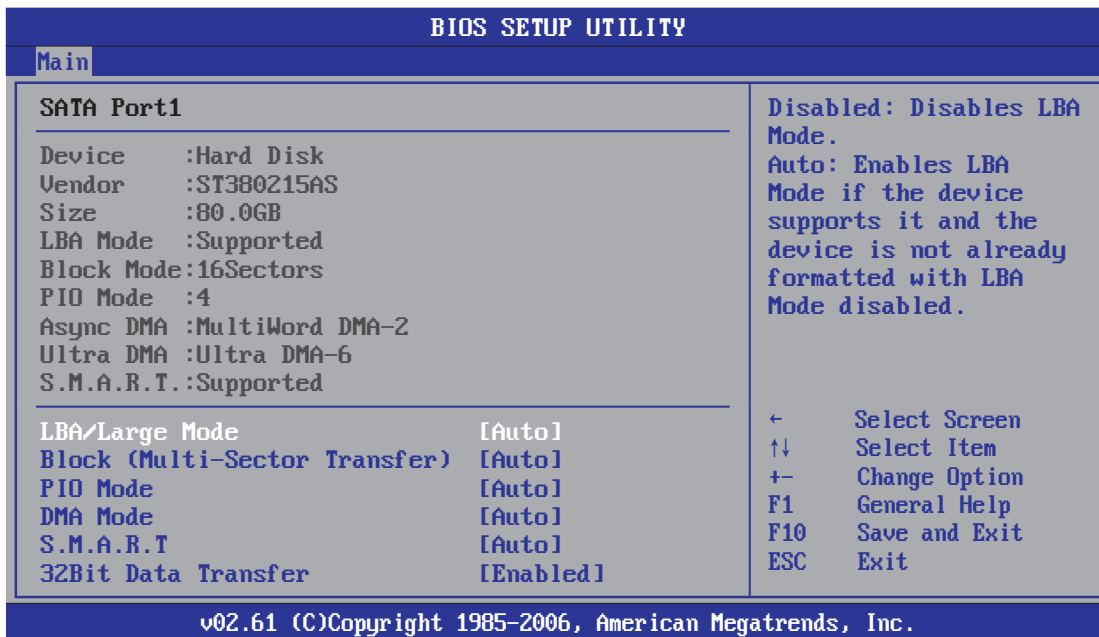 BIOS SETUP UTILITY
Main
SATA Port1
Device :Hard Disk
Vendor :ST380215AS
Size :80.0GB
LBA Mode :Supported
Block Mode:16Sectors
PIO Mode :4
Async DMA :MultiWord DMA-2
Ultra DMA :Ultra DMA-6
S.M.A.R.T.:Supported
LBA/Large Mode [Auto]
Block (Multi-Sector Transfer) [Auto]
PIO Mode [Auto]
DMA Mode [Auto]
S.M.A.R.T [Auto]
32Bit Data Transfer [Enabled]
Disabled: Disables LBA
Mode.
Auto: Enables LBA
Mode if the device
supports it and the
device is not already
formatted with LBA
Mode disabled.
← Select Screen
↑↓ Select Item
+- Change Option
F1 General Help
F10 Save and Exit
ESC Exit
v02.61 (C)Copyright 1985-2006, American Megatrends, Inc.